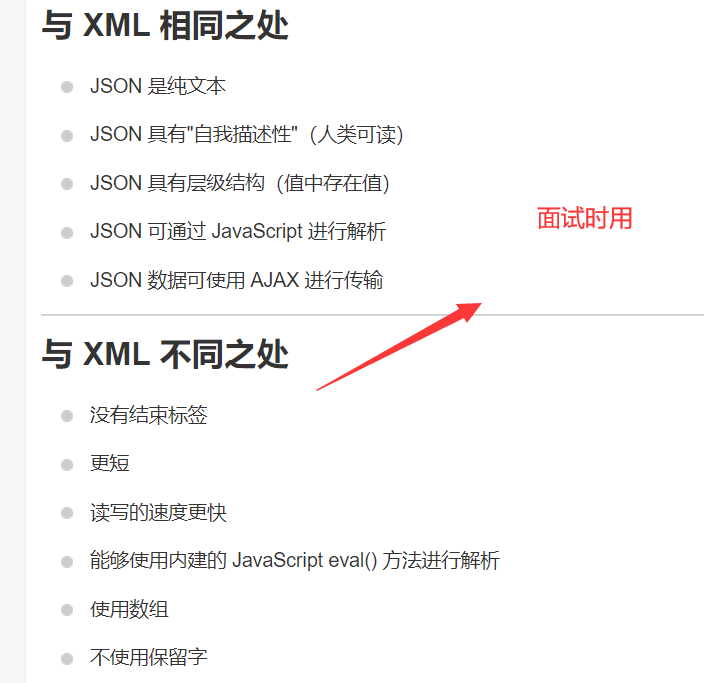 与 XML 相同之处
JSON 是纯文本
JSON 具有"自我描述性"（人类可读）
JSON 具有层级结构（值中存在值）
面试时用
JSON 可通过 JavaScript 进行解析
JSON 数据可使用 AJAX 进行传输
与 XML 不同之处
没有结束标签
更短
读写的速度更快
能够使用内建的 JavaScript eval() 方法进行解析
使用数组
不使用保留字